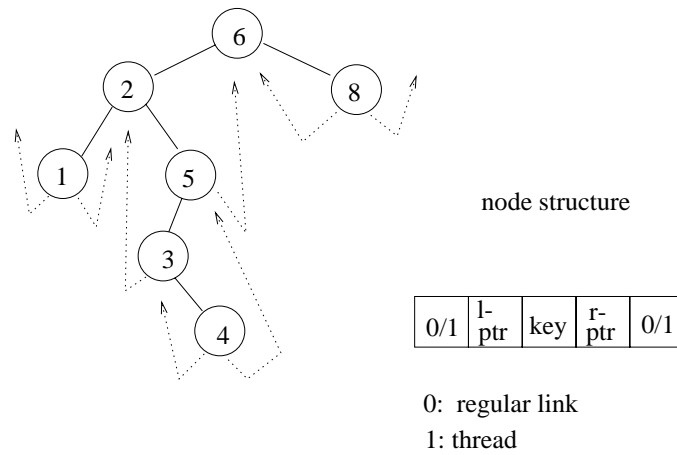 6
2
8
1
5
3
4
node structure
0/1 l-ptr key r-ptr 0/1
0: regular link
1: thread